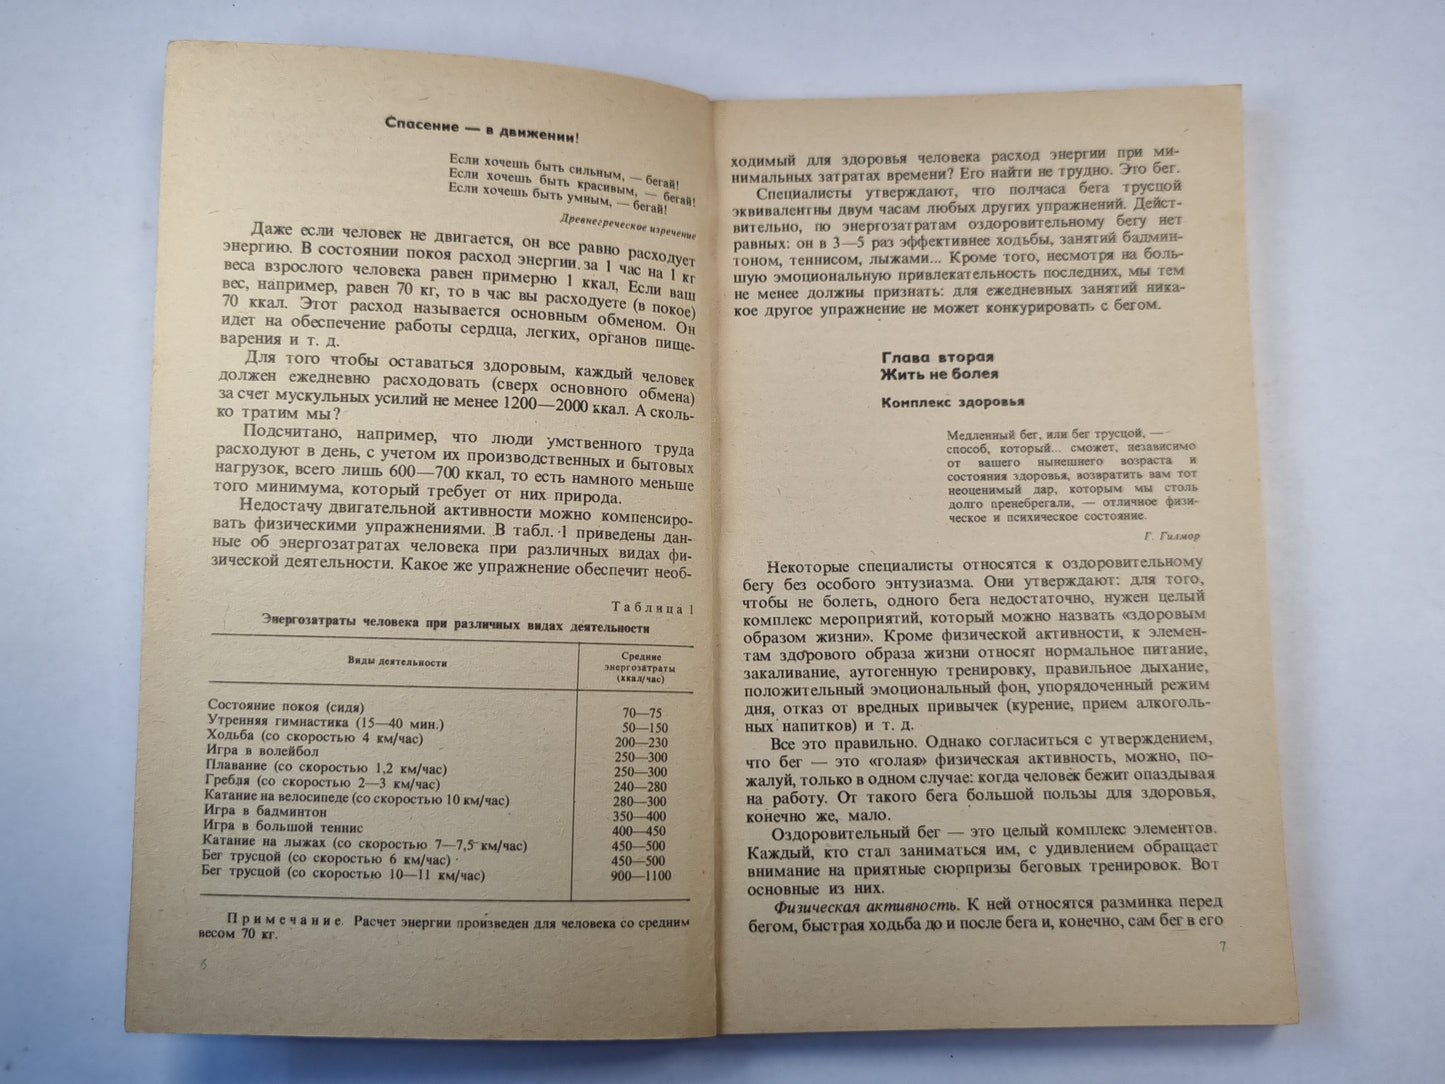 Спасение — в движении!
Если хочешь быть сильным, — бегай!
Если хочешь быть красивым, — бегай!
Если хочешь быть умным, — бегай!
Древнегреческое изречение
Даже если человек не двигается, он все равно расходует
энергию. В состоянии покоя расход энергии за 1 час на 1 кг
веса взрослого человека равен примерно 1 ккал. Если ваш
вес, например, равен 70 кг, то в час вы расходуете (в покое)
70 ккал. Этот расход называется основным обменом. Он
идет на обеспечение работы сердца, легких, органов пище-
варения и т. д.
Для того чтобы оставаться здоровым, каждый человек
должен ежедневно расходовать (сверх основного обмена)
за счет мускульных усилий не менее 1200—2000 ккал. А сколь-
ко тратим мы?
Подсчитано, например, что люди умственного труда
расходуют в день, с учетом их производственных и бытовых
нагрузок, всего лишь 600—700 ккал, то есть намного меньше
того минимума, который требует от них природа.
Недостачу двигательной активности можно компенсиро-
вать физическими упражнениями. В табл. 1 приведены дан-
ные об энергозатратах человека при различных видах фи-
зической деятельности. Какое же упражнение обеспечит необ-
Таблица 1
Энергозатраты человека при различных видах деятельности
Виды деятельности
Средние
энергозатраты
(ккал/час)
Состояние покоя (сидя) 70—75
Утренняя гимнастика (15—40 мин.) 50—150
Ходьба (со скоростью 4 км/час) 200—230
Игра в волейбол 250—300
Плавание (со скоростью 1,2 км/час) 250—300
Гребля (со скоростью 2—3 км/час) 240—280
Катание на велосипеде (со скоростью 10 км/час) 280—300
Игра в бадминтон 350—400
Игра в большой теннис 400—450
Катание на лыжах (со скоростью 7—7,5 км/час) 450—500
Бег трусцой (со скоростью 6 км/час) 450—500
Бег трусцой (со скоростью 10—11 км/час) 900—1100
Примечание. Расчет энергии произведен для человека со средним
весом 70 кг.
6
ходимый для здоровья человека расход энергии при ми-
нимальных затратах времени? Его найти не трудно. Это бег.
Специалисты утверждают, что полчаса бега трусцой
эквивалентны двум часам любых других упражнений. Дейст-
вительно, по энергозатратам оздоровительному бегу нет
равных: он в 3—5 раз эффективнее ходьбы, занятий бадмин-
тоном, теннисом, лыжами... Кроме того, несмотря на боль-
шую эмоциональную привлекательность последних, мы тем
не менее должны признать: для ежедневных занятий ника-
кое другое упражнение не может конкурировать с бегом.
Глава вторая
Жить не болея
Комплекс здоровья
Медленный бег, или бег трусцой, —
способ, который... сможет, независимо
от вашего нынешнего возраста и
состояния здоровья, возвратить вам тот
неоценимый дар, которым мы столь
долго пренебрегали, — отличное физи-
ческое и психическое состояние.
Г. Гилмор
Некоторые специалисты относятся к оздоровительному
бегу без особого энтузиазма. Они утверждают: для того,
чтобы не болеть, одного бега недостаточно, нужен целый
комплекс мероприятий, который можно назвать «здоровым
образом жизни». Кроме физической активности, к элемен-
там здорового образа жизни относят нормальное питание,
закаливание, аутогенную тренировку, правильное дыхание,
положительный эмоциональный фон, упорядоченный режим
дня, отказ от вредных привычек (курение, прием алкоголь-
ных напитков) и т. д.
Все это правильно. Однако согласиться с утверждением,
что бег — это «голая» физическая активность, можно, по-
жалуй, только в одном случае: когда человек бежит опаздывая
на работу. От такого бега большой пользы для здоровья,
конечно же, мало.
Оздоровительный бег — это целый комплекс элементов.
Каждый, кто стал заниматься им, с удивлением обращает
внимание на приятные сюрпризы беговых тренировок. Вот
основные из них.
Физическая активность. К ней относятся разминка перед
бегом, быстрая ходьба до и после бега и, конечно, сам бег в его
7